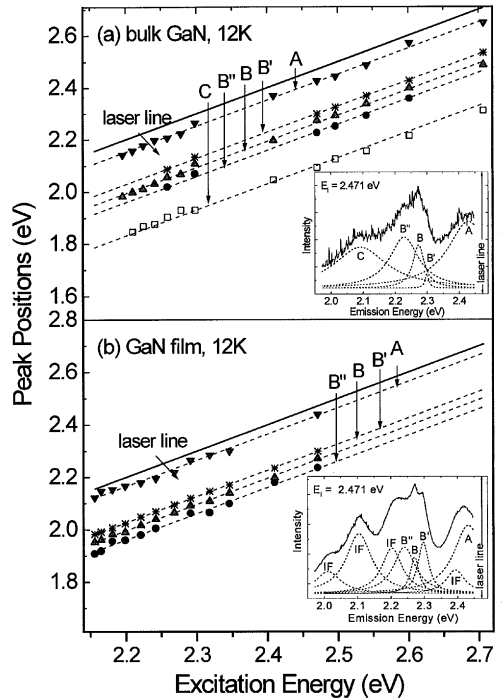 Peak Positions (eV)
(a) bulk GaN, 12K
2.6
2.4
2.2
2.0
1.8
1.6
2.8
C
B"
B
B'
A
laser line
Eᵢ = 2.471 eV
Intensity
C
B"
B
B'
A
laser line
2.0
2.1
2.2
2.3
2.4
Emission Energy (eV)
(b) GaN film, 12K
2.6
2.4
2.2
2.0
1.8
B"
B
B'
A
laser line
Eᵢ = 2.471 eV
Intensity
IF
IF
IF
B"
B
B'
IF
A
laser line
2.0
2.1
2.2
2.3
2.4
Emission Energy (eV)
2.2
2.3
2.4
2.5
2.6
2.7
Excitation Energy (eV)